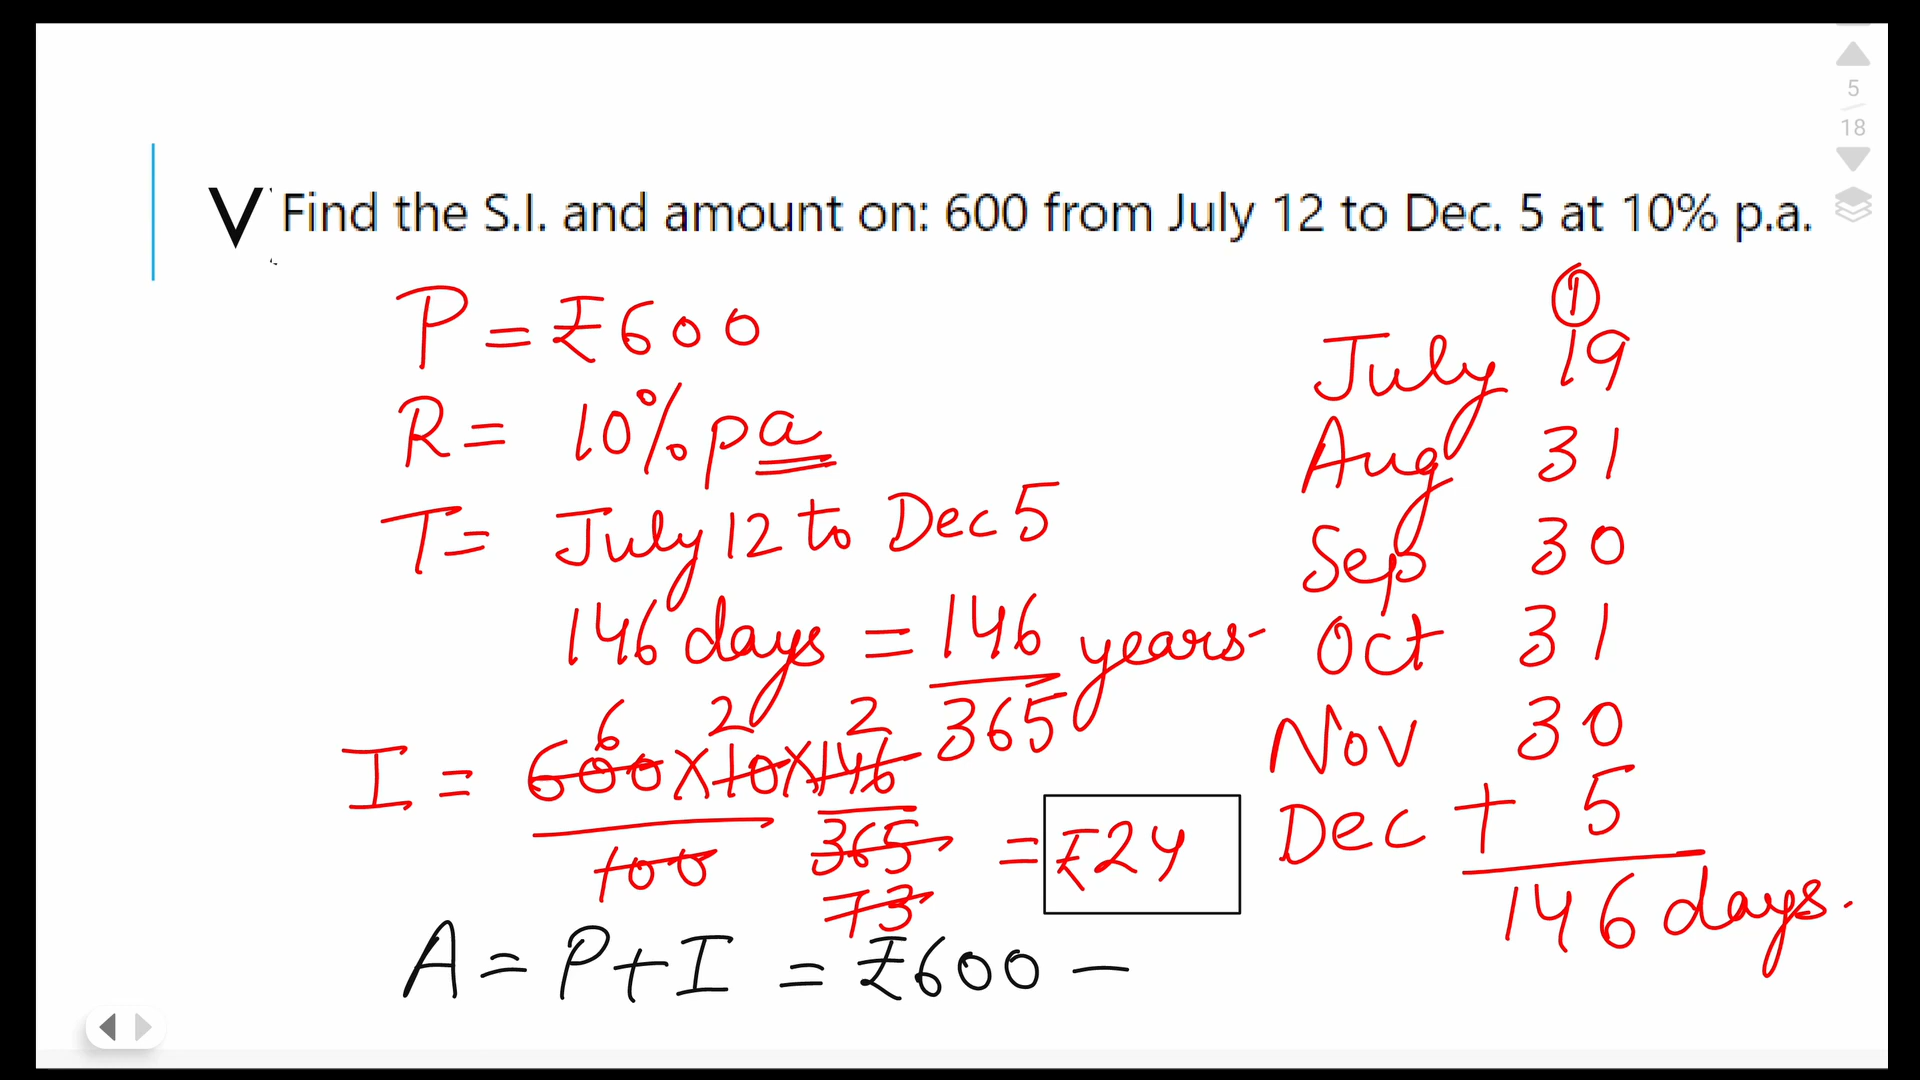 5
18
V Find the S.I. and amount on: 600 from July 12 to Dec. 5 at 10% p.a.
P = ₹600
R = 10% pa
T = July 12 to Dec 5
146 days = 146/365 years
6 2 2
I = 600 × 10 × 146
100 365 = ₹24
73
A = P + I = ₹600 —
1
July 19
Aug 31
Sep 30
Oct 31
Nov 30
Dec + 5
146 days.